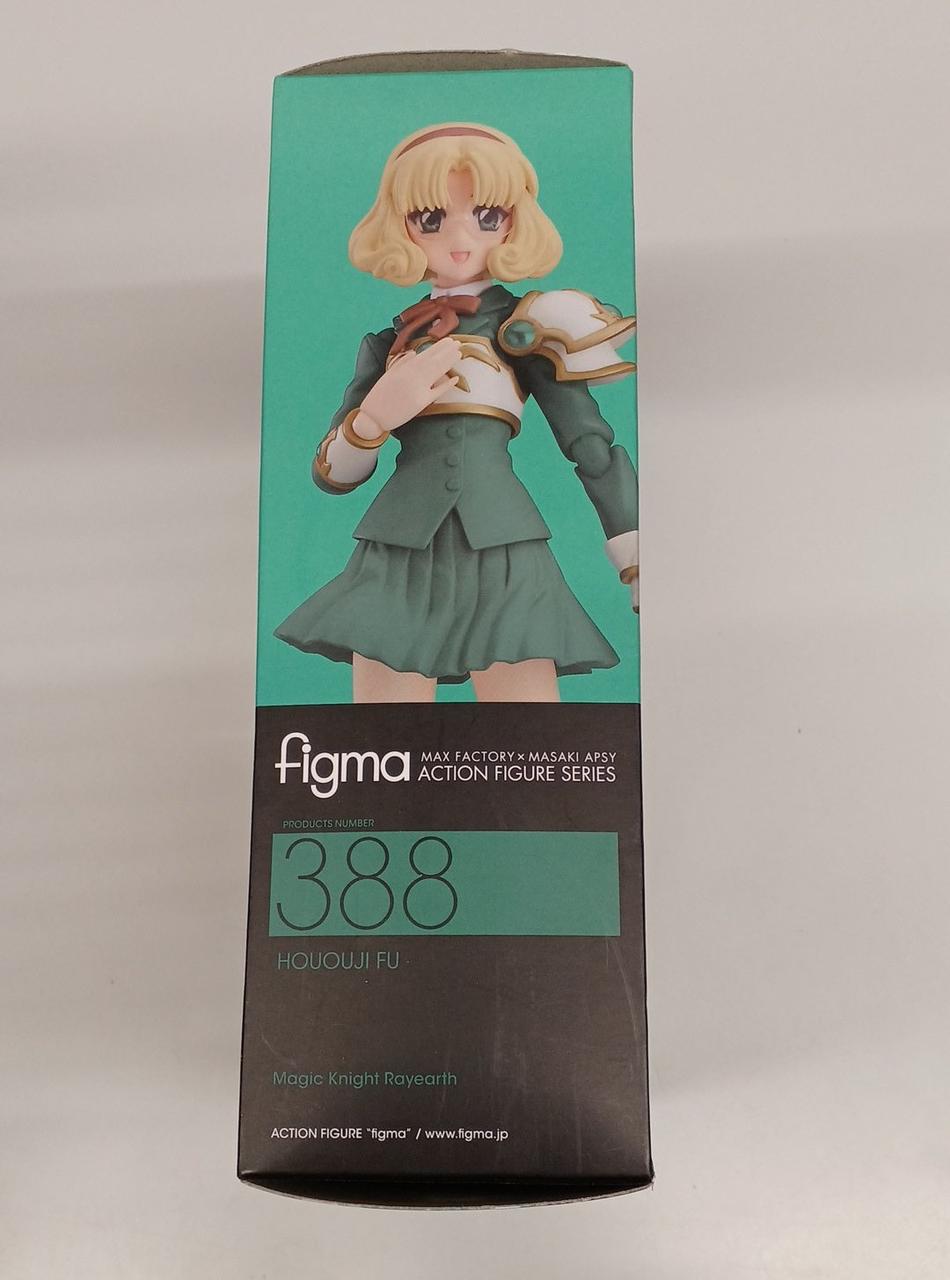 figma MAX FACTORY×MASAKI APSY
ACTION FIGURE SERIES
PRODUCTS NUMBER
388
HOUOUJI FU
Magic Knight Rayearth
ACTION FIGURE "figma" / www.figma.jp